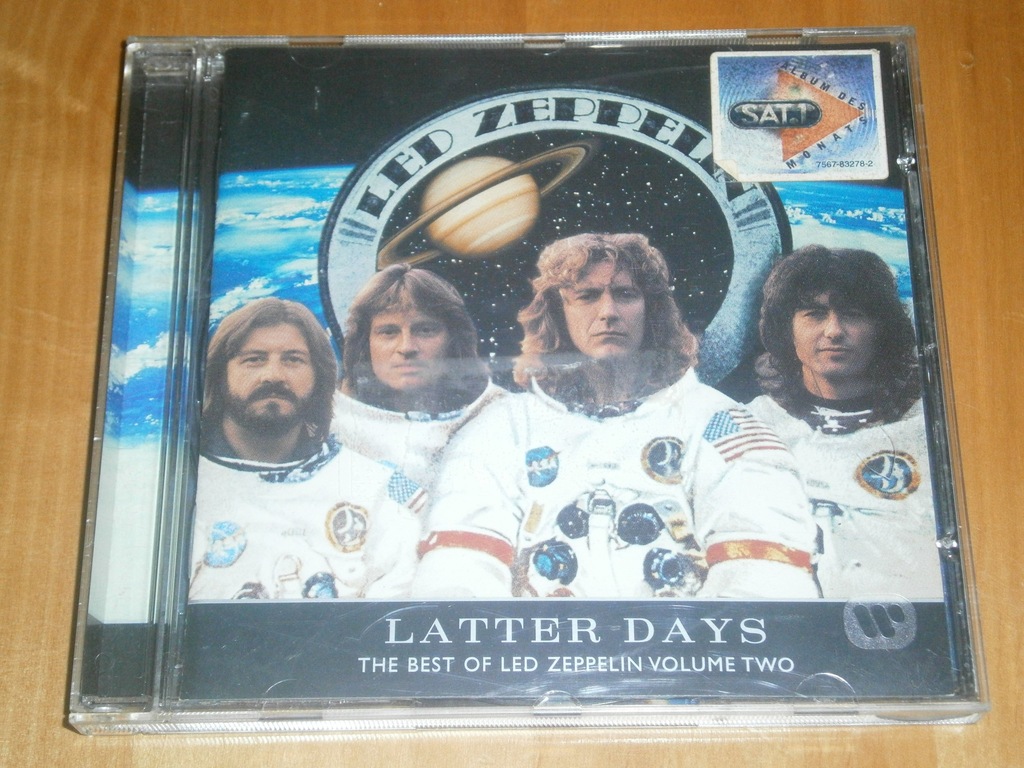 LED ZEPPELIN
ALBUM DES
SAT.1
MONATS
7567-83278-2
LATTER DAYS
THE BEST OF LED ZEPPELIN VOLUME TWO